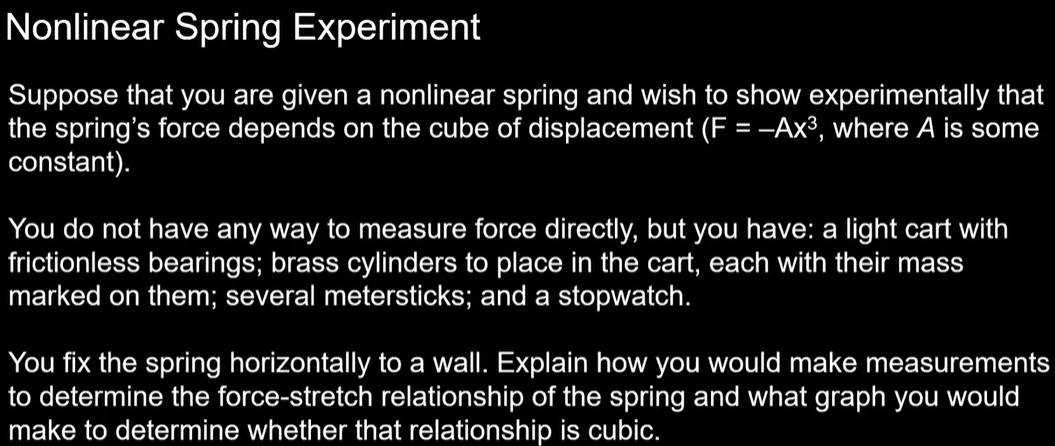 Nonlinear Spring Experiment
Suppose that you are given a nonlinear spring and wish to show experimentally that
the spring’s force depends on the cube of displacement (F = –Ax³, where A is some
constant).
You do not have any way to measure force directly, but you have: a light cart with
frictionless bearings; brass cylinders to place in the cart, each with their mass
marked on them; several metersticks; and a stopwatch.
You fix the spring horizontally to a wall. Explain how you would make measurements
to determine the force-stretch relationship of the spring and what graph you would
make to determine whether that relationship is cubic.